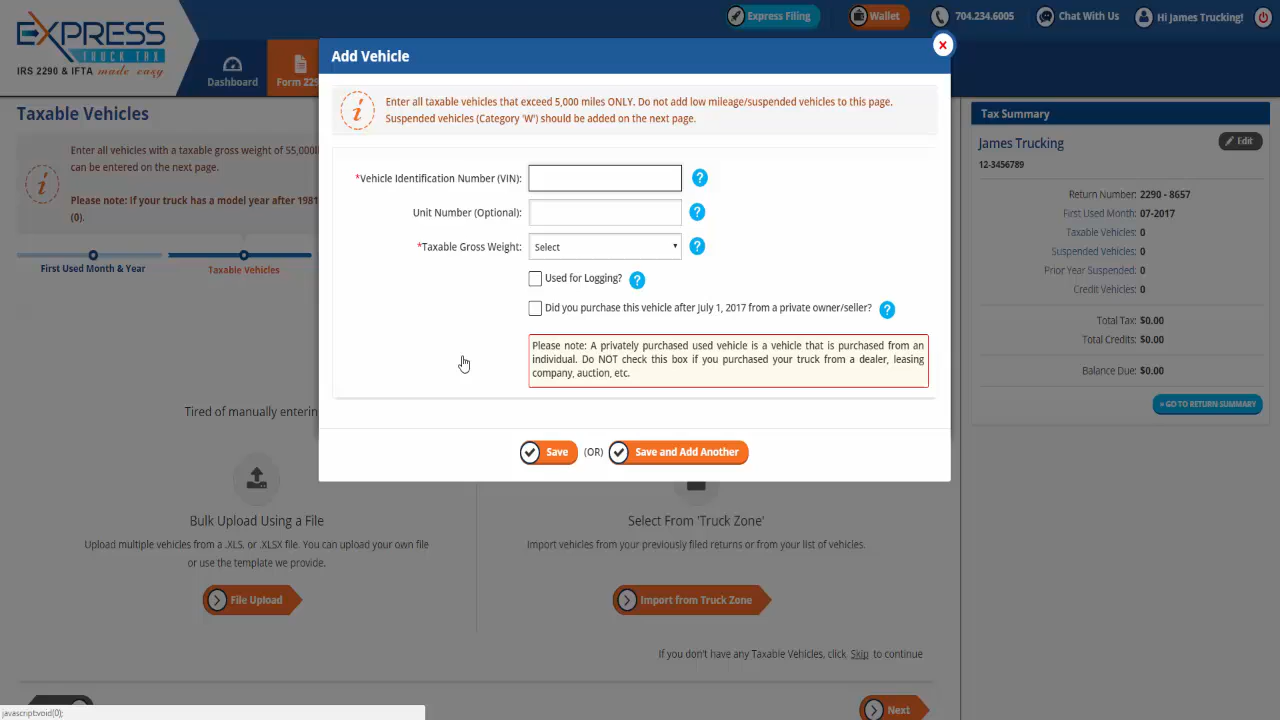 EXPRESS
TRUCK TAX
IRS 2290 & IFTA made easy
Dashboard
Form 229
Express Filing
Wallet
704.234.6005
Chat With Us
Hi James Trucking!
Add Vehicle
Enter all taxable vehicles that exceed 5,000 miles ONLY. Do not add low mileage/suspended vehicles to this page.
Suspended vehicles (Category 'W') should be added on the next page.
*Vehicle Identification Number (VIN):
Unit Number (Optional):
*Taxable Gross Weight: Select
Used for Logging?
Did you purchase this vehicle after July 1, 2017 from a private owner/seller?
Please note: A privately purchased used vehicle is a vehicle that is purchased from an
individual. Do NOT check this box if you purchased your truck from a dealer, leasing
company, auction, etc.
Save (OR) Save and Add Another
Taxable Vehicles
Enter all vehicles with a taxable gross weight of 55,000l
can be entered on the next page.
Please note: If your truck has a model year after 1981
(0).
First Used Month & Year
Taxable Vehicles
Tired of manually enterin
Bulk Upload Using a File
Upload multiple vehicles from a .XLS, or .XLSX file. You can upload your own file
or use the template we provide.
File Upload
Select From 'Truck Zone'
Import vehicles from your previously filed returns or from your list of vehicles.
Import from Truck Zone
If you don't have any Taxable Vehicles, click Skip to continue
Next
javascript:void(0);
Tax Summary
James Trucking
Edit
12-3456789
Return Number: 2290 - 8657
First Used Month: 07-2017
Taxable Vehicles: 0
Suspended Vehicles: 0
Prior Year Suspended: 0
Credit Vehicles: 0
Total Tax: $0.00
Total Credits: $0.00
Balance Due: $0.00
» GO TO RETURN SUMMARY